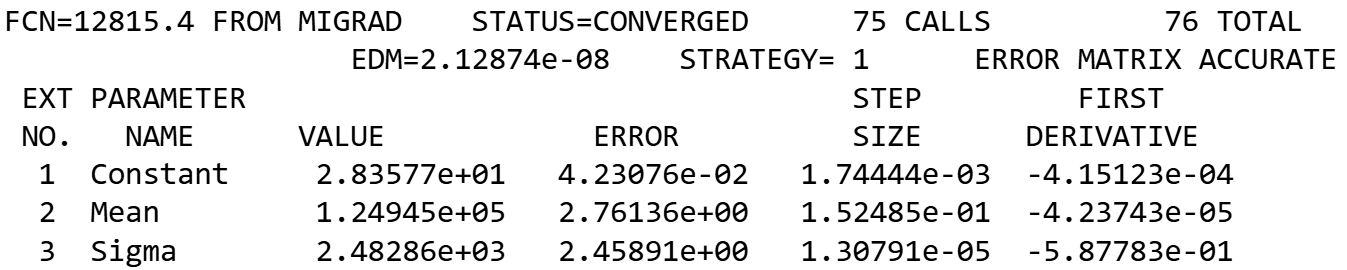 FCN=12815.4 FROM MIGRAD    STATUS=CONVERGED      75 CALLS          76 TOTAL
                    EDM=2.12874e-08    STRATEGY= 1      ERROR MATRIX ACCURATE
 EXT PARAMETER                                   STEP         FIRST
 NO.   NAME      VALUE            ERROR          SIZE      DERIVATIVE
  1  Constant     2.83577e+01   4.23076e-02   1.74444e-03  -4.15123e-04
  2  Mean         1.24945e+05   2.76136e+00   1.52485e-01  -4.23743e-05
  3  Sigma        2.48286e+03   2.45891e+00   1.30791e-05  -5.87783e-01